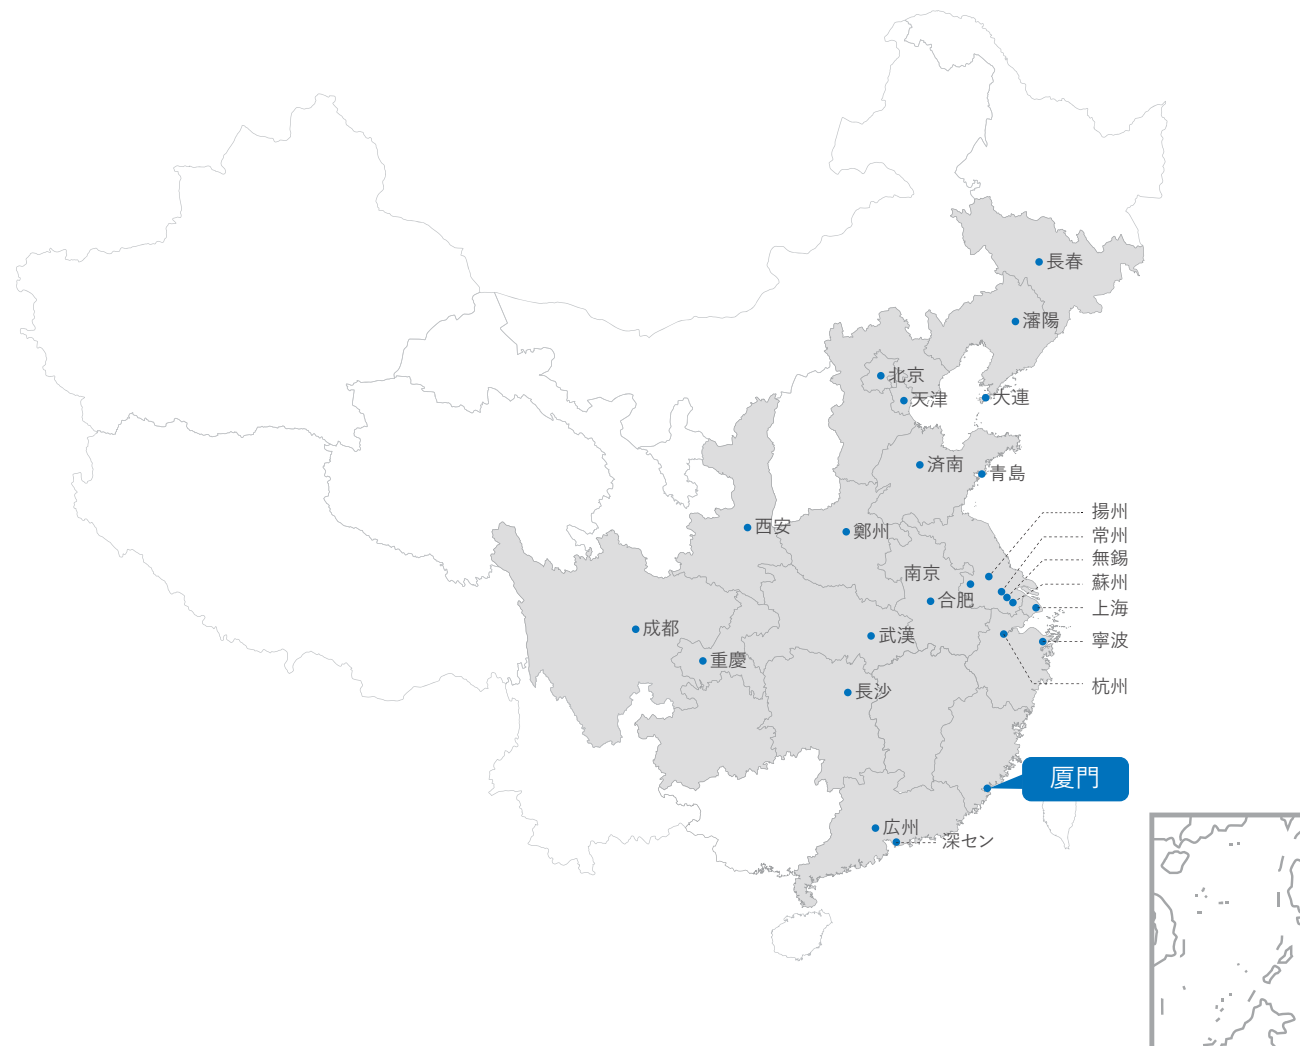 長春
瀋陽
北京
天津
大連
済南
青島
揚州
西安
鄭州
常州
無錫
南京
蘇州
合肥
上海
成都
武漢
寧波
重慶
長沙
杭州
厦門
広州
深セン